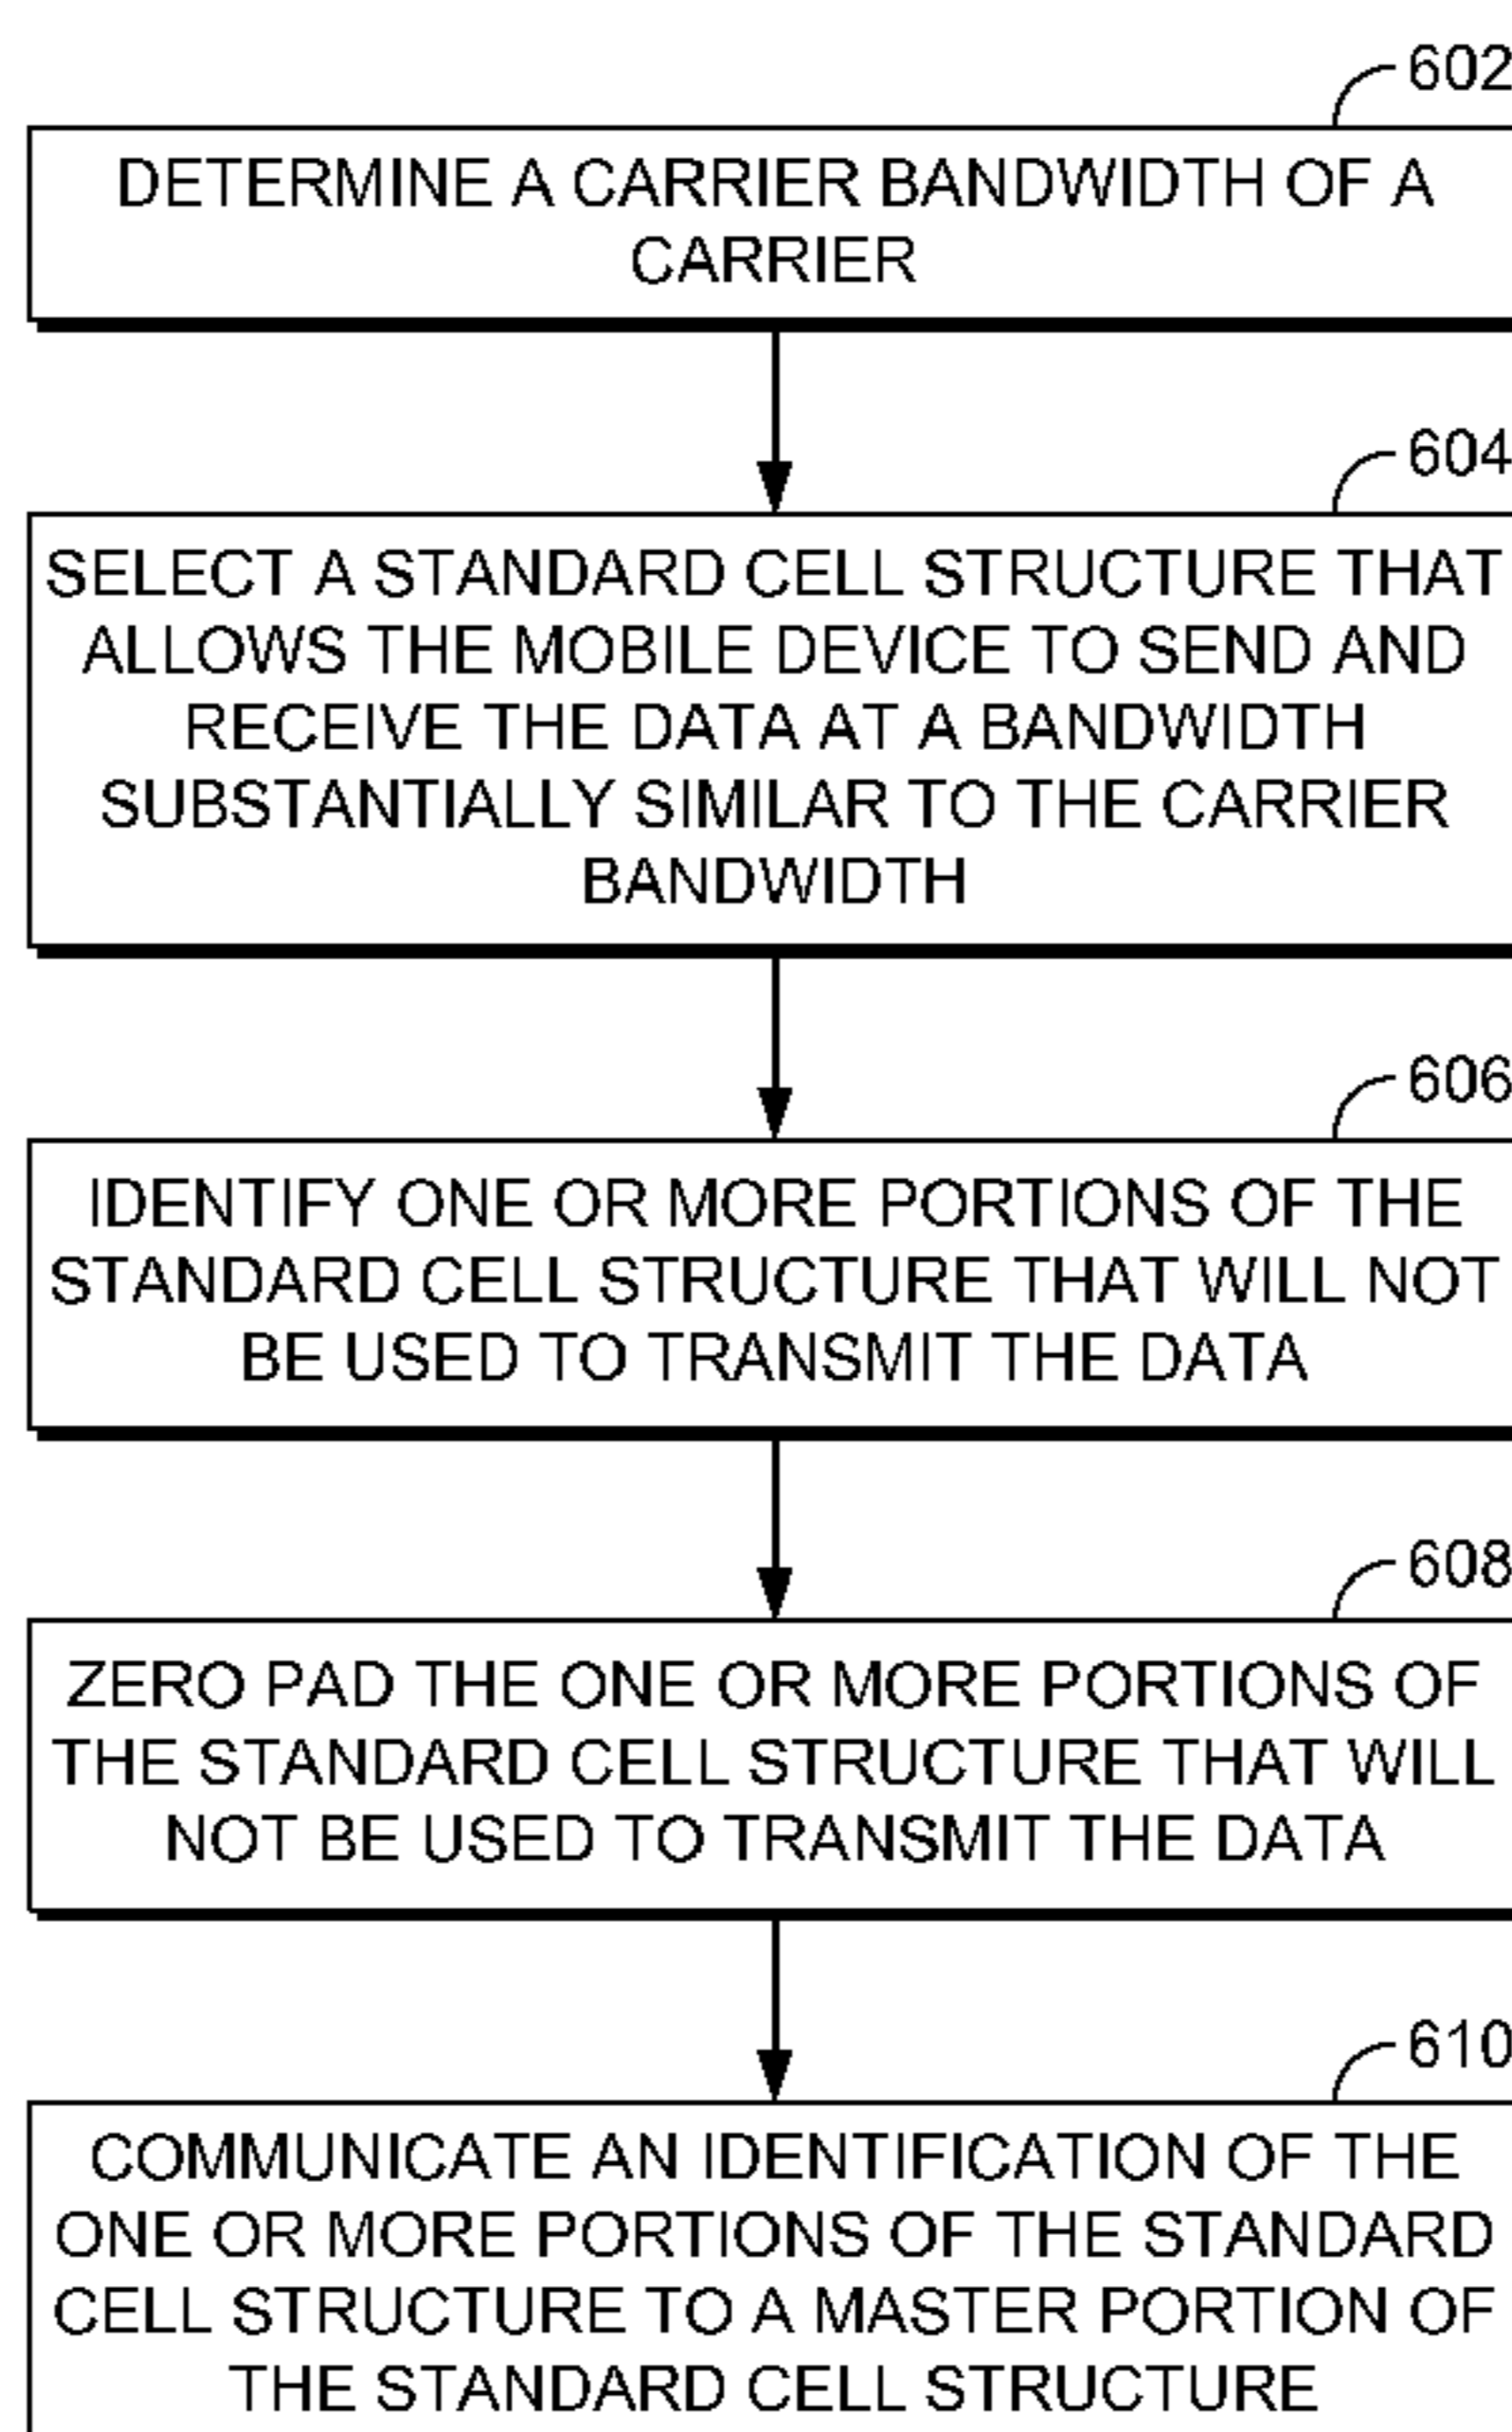 602
DETERMINE A CARRIER BANDWIDTH OF A
CARRIER
604
SELECT A STANDARD CELL STRUCTURE THAT
ALLOWS THE MOBILE DEVICE TO SEND AND
RECEIVE THE DATA AT A BANDWIDTH
SUBSTANTIALLY SIMILAR TO THE CARRIER
BANDWIDTH
606
IDENTIFY ONE OR MORE PORTIONS OF THE
STANDARD CELL STRUCTURE THAT WILL NOT
BE USED TO TRANSMIT THE DATA
608
ZERO PAD THE ONE OR MORE PORTIONS OF
THE STANDARD CELL STRUCTURE THAT WILL
NOT BE USED TO TRANSMIT THE DATA
610
COMMUNICATE AN IDENTIFICATION OF THE
ONE OR MORE PORTIONS OF THE STANDARD
CELL STRUCTURE TO A MASTER PORTION OF
THE STANDARD CELL STRUCTURE